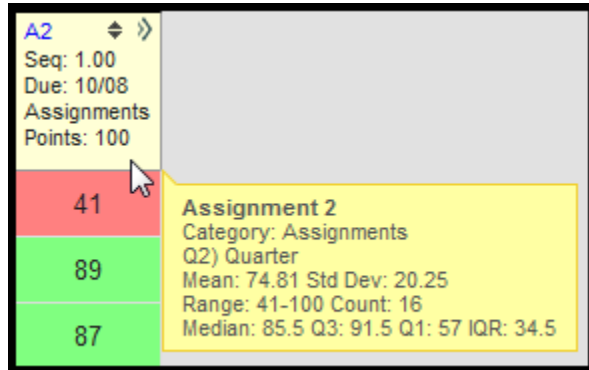 A2
Seq: 1.00
Due: 10/08
Assignments
Points: 100
41
89
87
Assignment 2
Category: Assignments
Q2) Quarter
Mean: 74.81 Std Dev: 20.25
Range: 41-100 Count: 16
Median: 85.5 Q3: 91.5 Q1: 57 IQR: 34.5